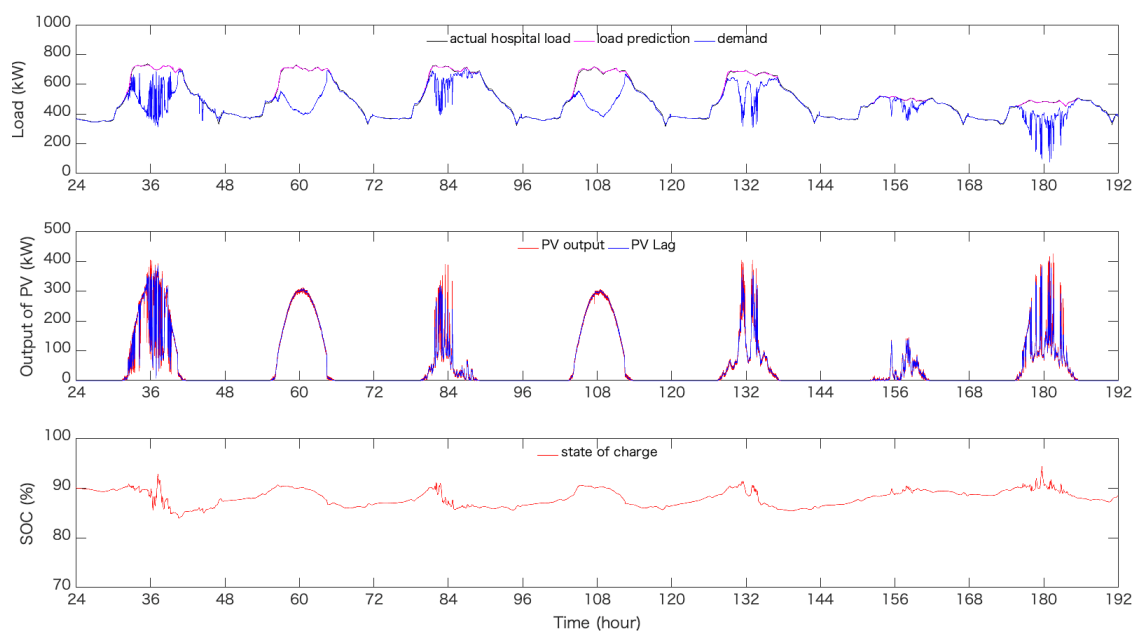 1000
800
600
400
200
0
Load (kW)
actual hospital load load prediction demand
24 36 48 60 72 84 96 108 120 132 144 156 168 180 192
500
400
300
200
100
0
Output of PV (kW)
PV output PV Lag
24 36 48 60 72 84 96 108 120 132 144 156 168 180 192
100
90
80
70
SOC (%)
state of charge
24 36 48 60 72 84 96 108 120 132 144 156 168 180 192
Time (hour)